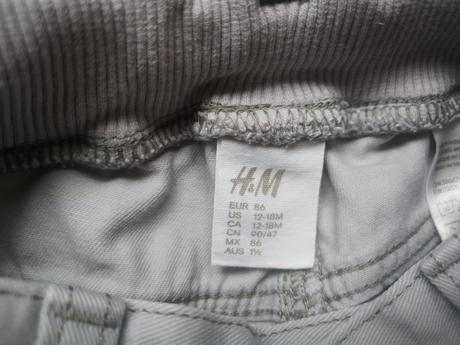 H&M
EUR 86
US 12-18M
CA 12-18M
CN 90/47
MX 86
AUS 1½